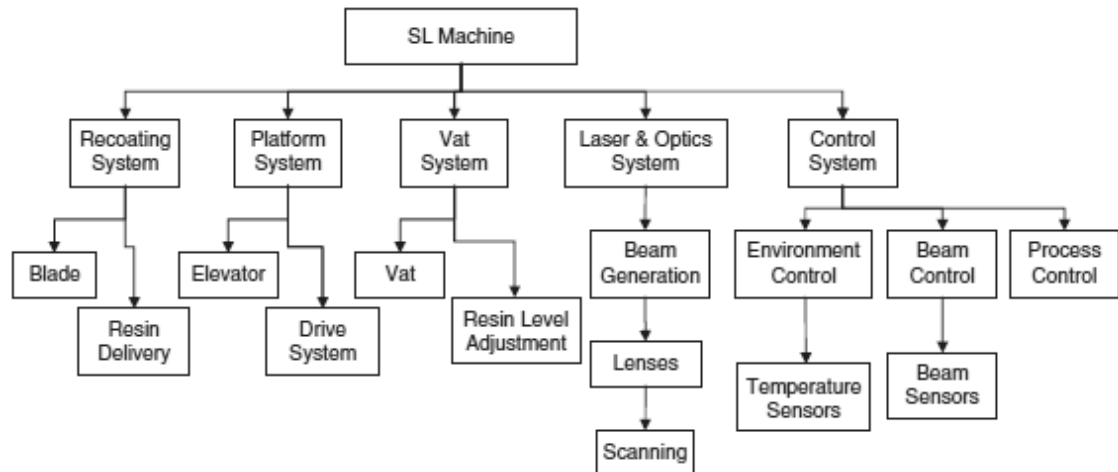 SL Machine
Recoating
System
Platform
System
Vat
System
Laser & Optics
System
Control
System
Blade
Resin
Delivery
Elevator
Drive
System
Vat
Resin Level
Adjustment
Beam
Generation
Lenses
Scanning
Environment
Control
Temperature
Sensors
Beam
Control
Beam
Sensors
Process
Control